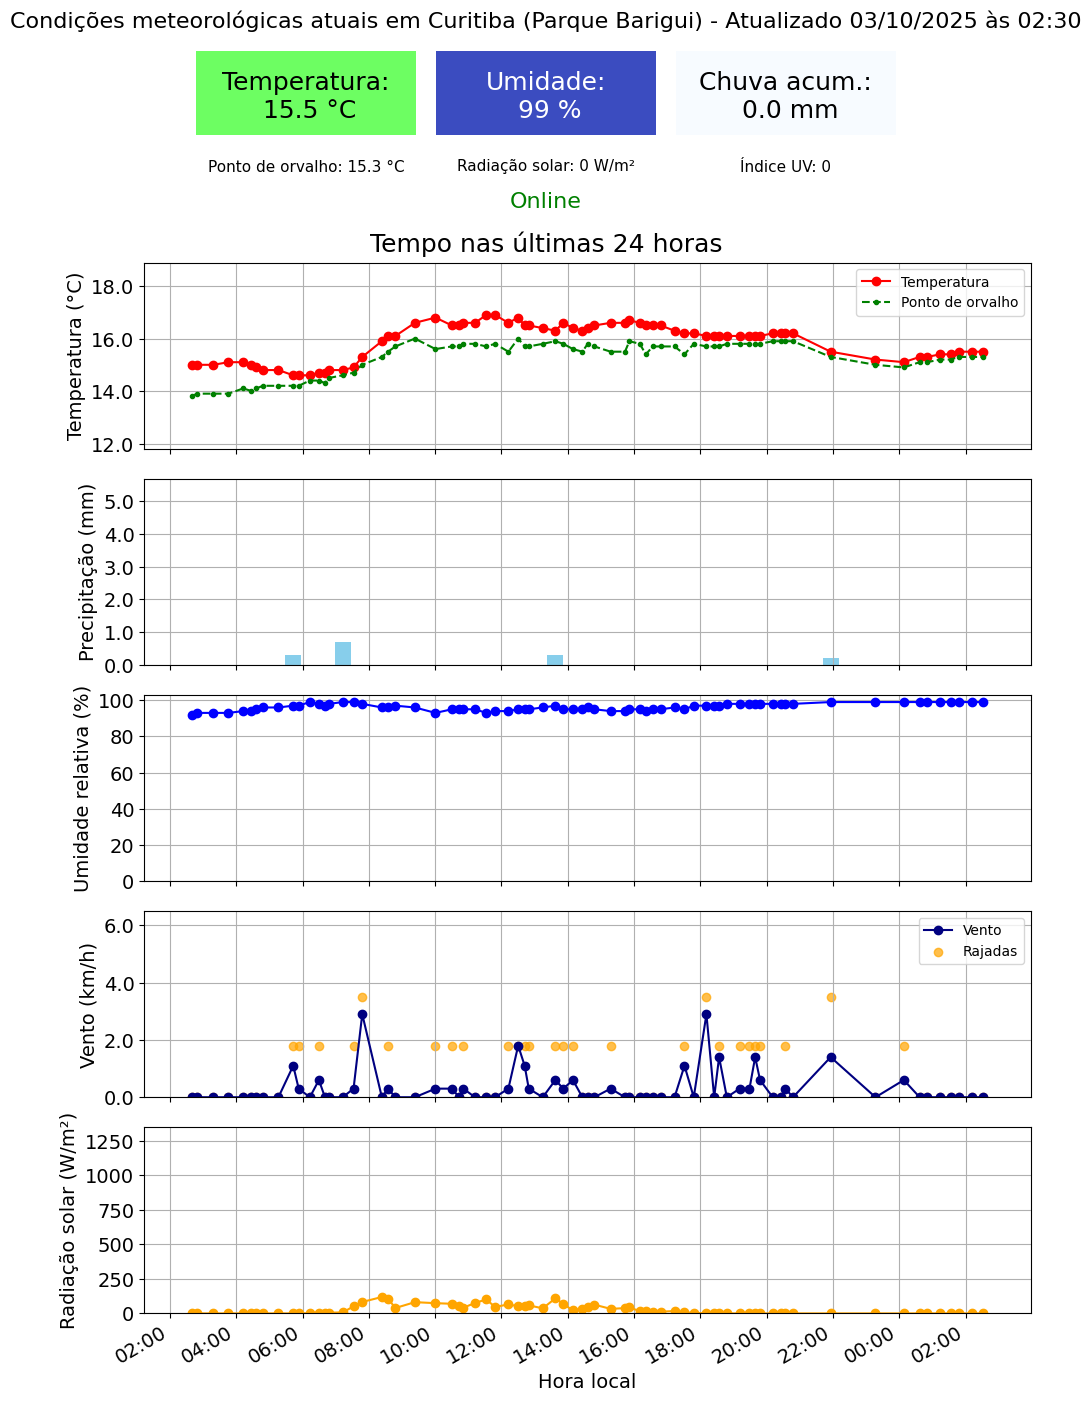 Condições meteorológicas atuais em Curitiba (Parque Barigui) - Atualizado 03/10/2025 às 02:30
Temperatura:
15.5 °C
Umidade:
99 %
Chuva acum.:
0.0 mm
Ponto de orvalho: 15.3 °C
Radiação solar: 0 W/m²
Índice UV: 0
Online
Tempo nas últimas 24 horas
Temperatura (°C)
18.0
16.0
14.0
12.0
Temperatura
Ponto de orvalho
Precipitação (mm)
5.0
4.0
3.0
2.0
1.0
0.0
Umidade relativa (%)
100
80
60
40
20
0
Vento (km/h)
6.0
4.0
2.0
0.0
Vento
Rajadas
Radiação solar (W/m²)
1250
1000
750
500
250
0
02:00
04:00
06:00
08:00
10:00
12:00
14:00
16:00
18:00
20:00
22:00
00:00
02:00
Hora local